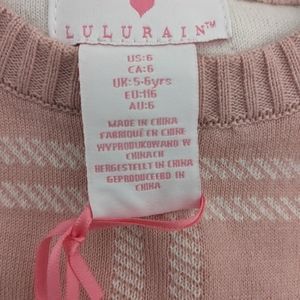 LULURAIN™
US:6
CA:6
UK:5-6yrs
EU:116
AU:6
MADE IN CHINA
FABRIQUÉ EN CHINE
WYPRODUKOWANO W
CHINACH
HERGESTELLT IN CHINA
GEPRODUCEERD IN
CHINA